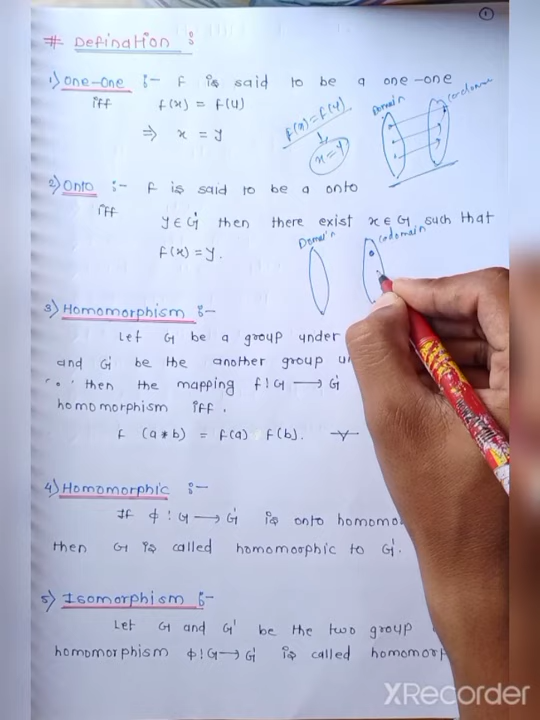 1
# Defination :
1) One-One :- f is said to be a one-one
iff f(x) = f(y)
⇒ x = y
f(x) = f(y)
↓
x = y
Domain
codomain
2) Onto :- f is said to be a onto
iff y ∈ G' then there exist x ∈ G such that
f(x) = y.
Domain
codomain
3) Homomorphism :-
Let G be a group under
and G' be the another group
'o' then the mapping f : G → G'
homomorphism iff.
f (a * b) = f(a) f(b).
4) Homomorphic :-
If ϕ : G → G' is onto
then G is called homomorphic to G'.
5) Isomorphism :-
Let G and G' be the two group
homomorphism ϕ : G → G' is called
XRecorder